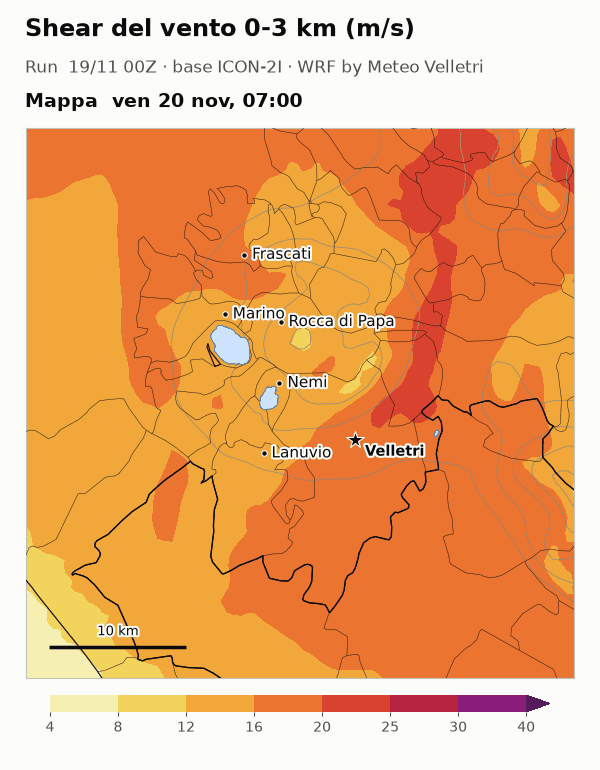 Shear del vento 0-3 km (m/s)
Run  19/11 00Z · base ICON-2I · WRF by Meteo Velletri
Mappa  ven 20 nov, 07:00
Frascati
Marino
Rocca di Papa
Nemi
Velletri
Lanuvio
10 km
4 8 12 16 20 25 30 40